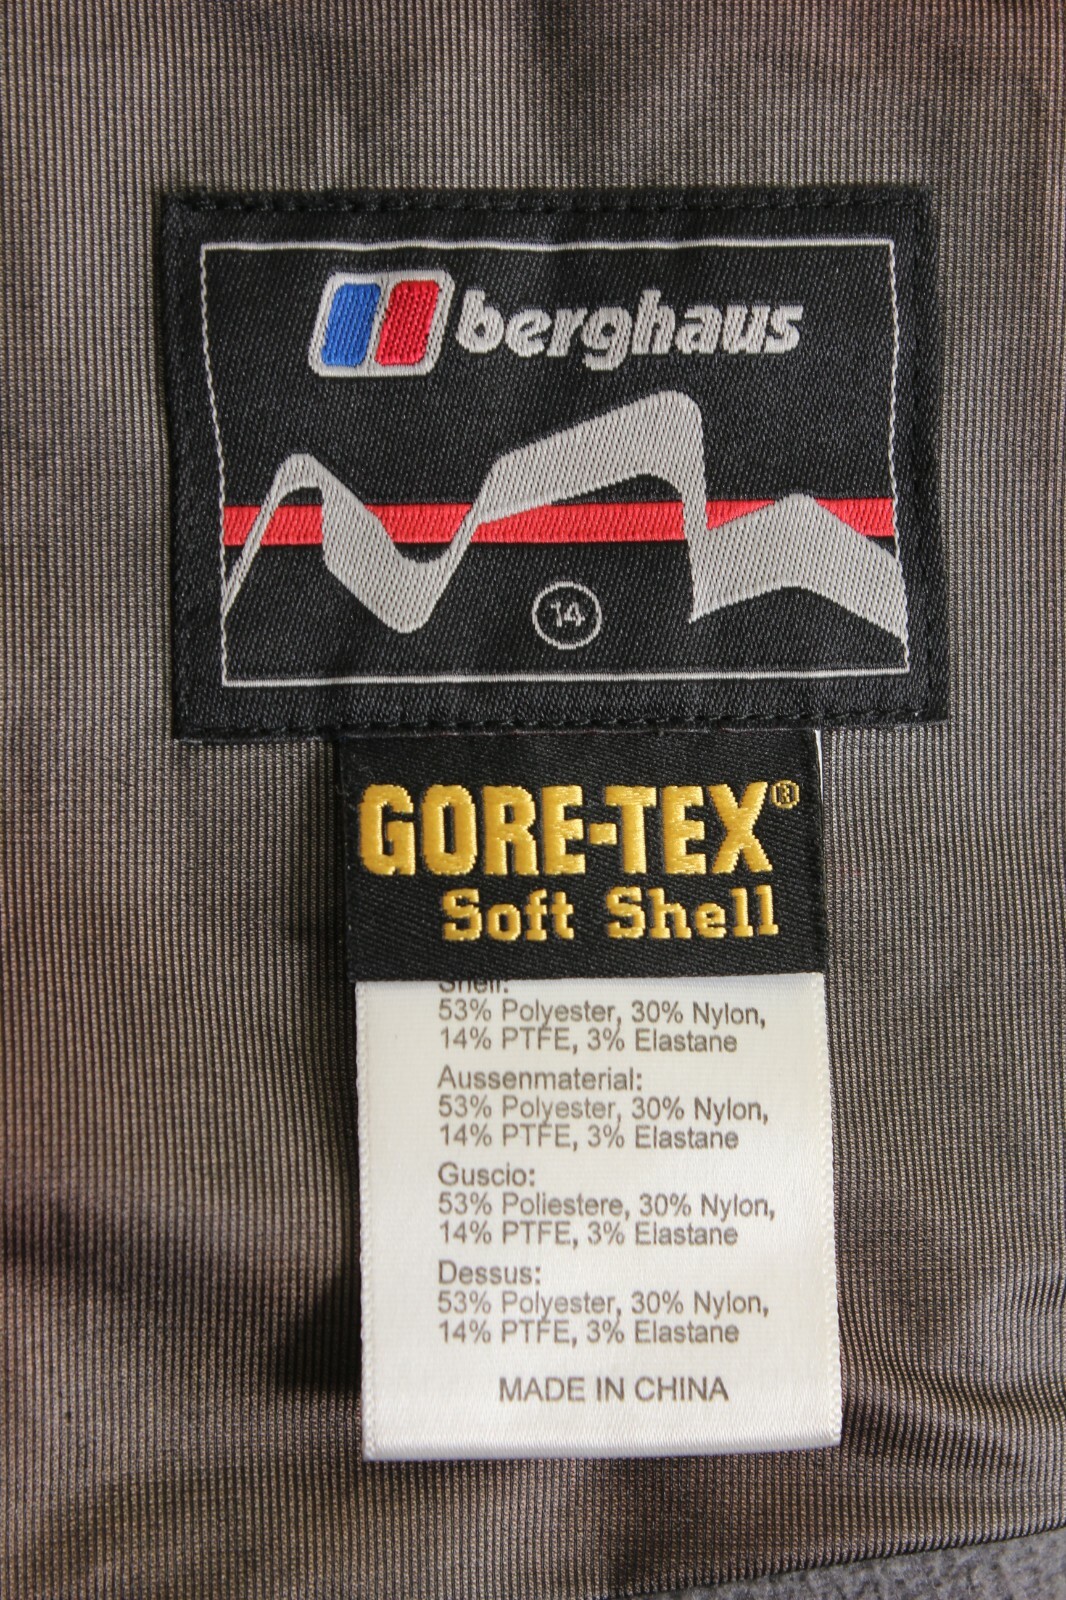 berghaus
14
GORE-TEX®
Soft Shell
Shell:
53% Polyester, 30% Nylon,
14% PTFE, 3% Elastane
Aussenmaterial:
53% Polyester, 30% Nylon,
14% PTFE, 3% Elastane
Guscio:
53% Poliestere, 30% Nylon,
14% PTFE, 3% Elastane
Dessus:
53% Polyester, 30% Nylon,
14% PTFE, 3% Elastane
MADE IN CHINA